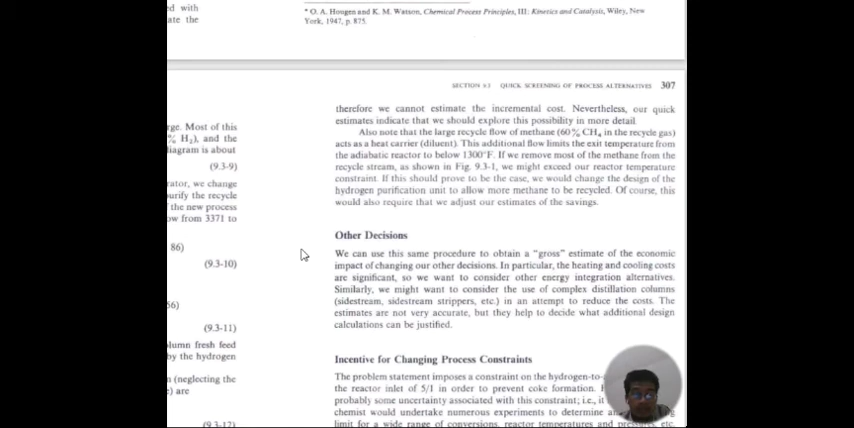 ed with
ate the
* O. A. Hougen and K. M. Watson, Chemical Process Principles, III: Kinetics and Catalysis, Wiley, New
York, 1947, p. 875.
SECTION 9.3 QUICK SCREENING OF PROCESS ALTERNATIVES 307
rge. Most of this
% H₂), and the
diagram is about
(9.3-9)
rator, we change
purify the recycle
the new process
ow from 3371 to
86)
(9.3-10)
56)
(9.3-11)
lumn fresh feed
by the hydrogen
n (neglecting the
) are
(9.3-12)
therefore we cannot estimate the incremental cost. Nevertheless, our quick
estimates indicate that we should explore this possibility in more detail.
Also note that the large recycle flow of methane (60% CH₄ in the recycle gas)
acts as a heat carrier (diluent). This additional flow limits the exit temperature from
the adiabatic reactor to below 1300°F. If we remove most of the methane from the
recycle stream, as shown in Fig. 9.3-1, we might exceed our reactor temperature
constraint. If this should prove to be the case, we would change the design of the
hydrogen purification unit to allow more methane to be recycled. Of course, this
would also require that we adjust our estimates of the savings.
Other Decisions
We can use this same procedure to obtain a "gross" estimate of the economic
impact of changing our other decisions. In particular, the heating and cooling costs
are significant, so we want to consider other energy integration alternatives.
Similarly, we might want to consider the use of complex distillation columns
(sidestream, sidestream strippers, etc.) in an attempt to reduce the costs. The
estimates are not very accurate, but they help to decide what additional design
calculations can be justified.
Incentive for Changing Process Constraints
The problem statement imposes a constraint on the hydrogen-to-
the reactor inlet of 5/1 in order to prevent coke formation.
probably some uncertainty associated with this constraint; i.e., it
chemist would undertake numerous experiments to determine
limit for a wide range of conversions, reactor temperatures and etc.